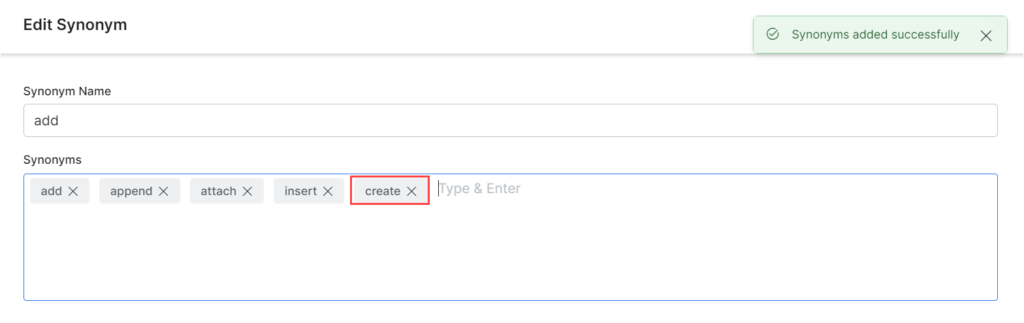 Edit Synonym
Synonyms added successfully
Synonym Name
add
Synonyms
add append attach insert create Type & Enter